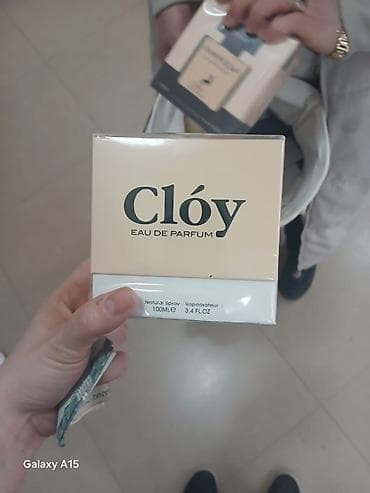 Clóy
EAU DE PARFUM
Natural Spray - Vaporisateur
100ML℮ 3.4 FL.OZ
Galaxy A15